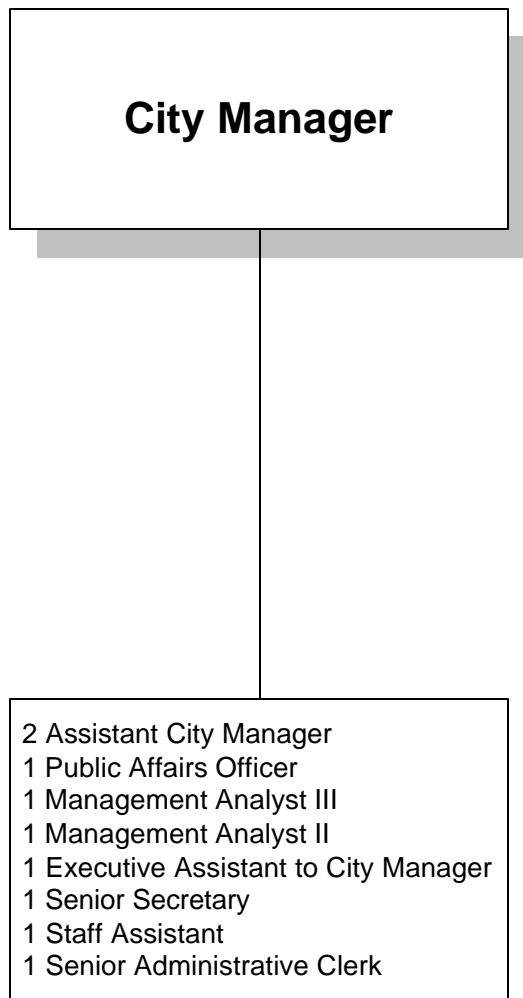 City Manager
2 Assistant City Manager
1 Public Affairs Officer
1 Management Analyst III
1 Management Analyst II
1 Executive Assistant to City Manager
1 Senior Secretary
1 Staff Assistant
1 Senior Administrative Clerk